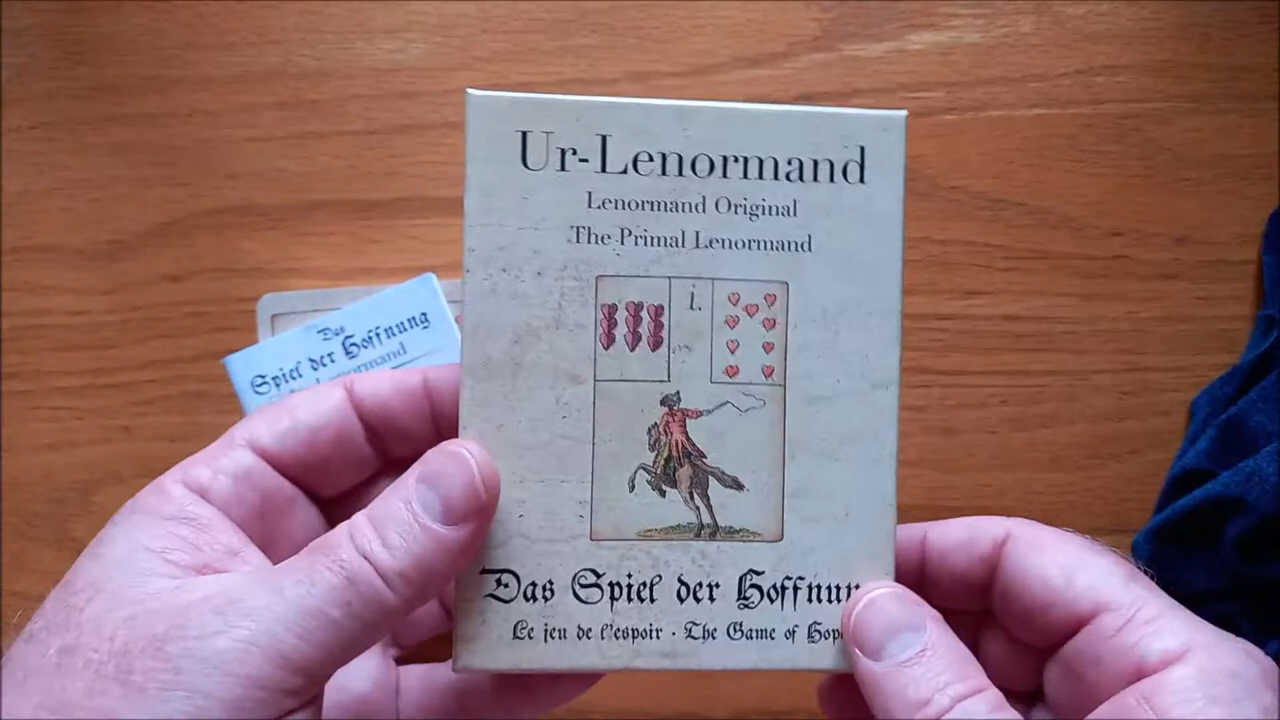 Ur-Lenormand
Lenormand Original
The Primal Lenormand
i.
Das Spiel der Hoffnun
Le jeu de l'espoir · The Game of Hop
Das
Spiel der Hoffnung